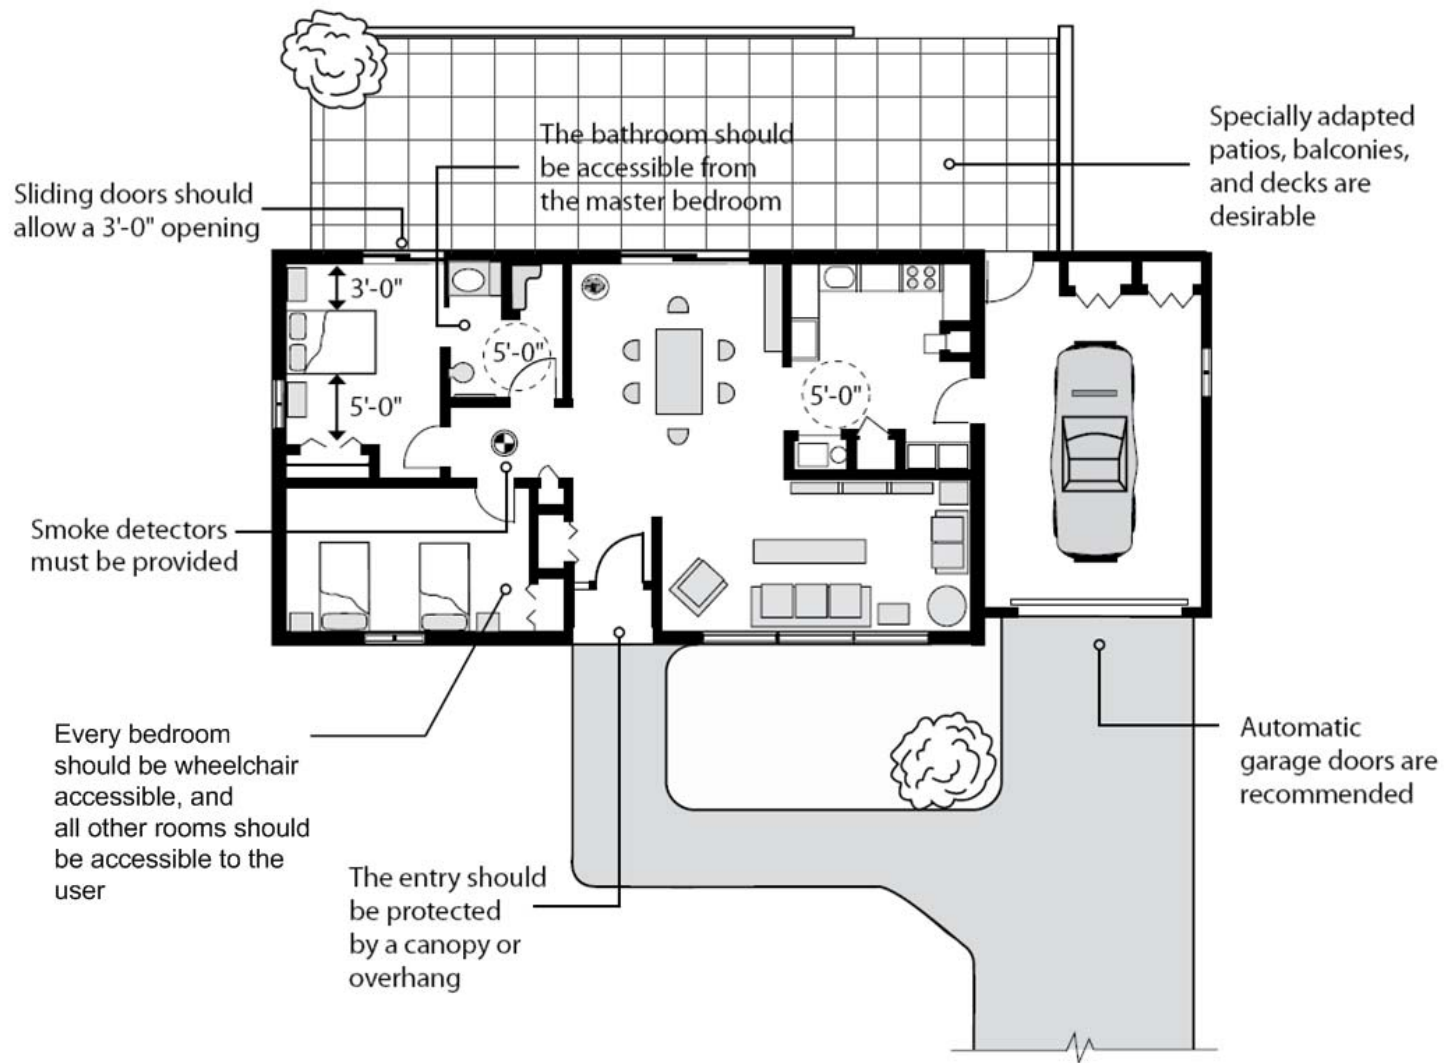 The bathroom should
be accessible from
the master bedroom
Specially adapted
patios, balconies,
and decks are
desirable
Sliding doors should
allow a 3'-0" opening
3'-0"
5'-0"
5'-0"
5'-0"
Smoke detectors
must be provided
Every bedroom
should be wheelchair
accessible, and
all other rooms should
be accessible to the
user
The entry should
be protected
by a canopy or
overhang
Automatic
garage doors are
recommended